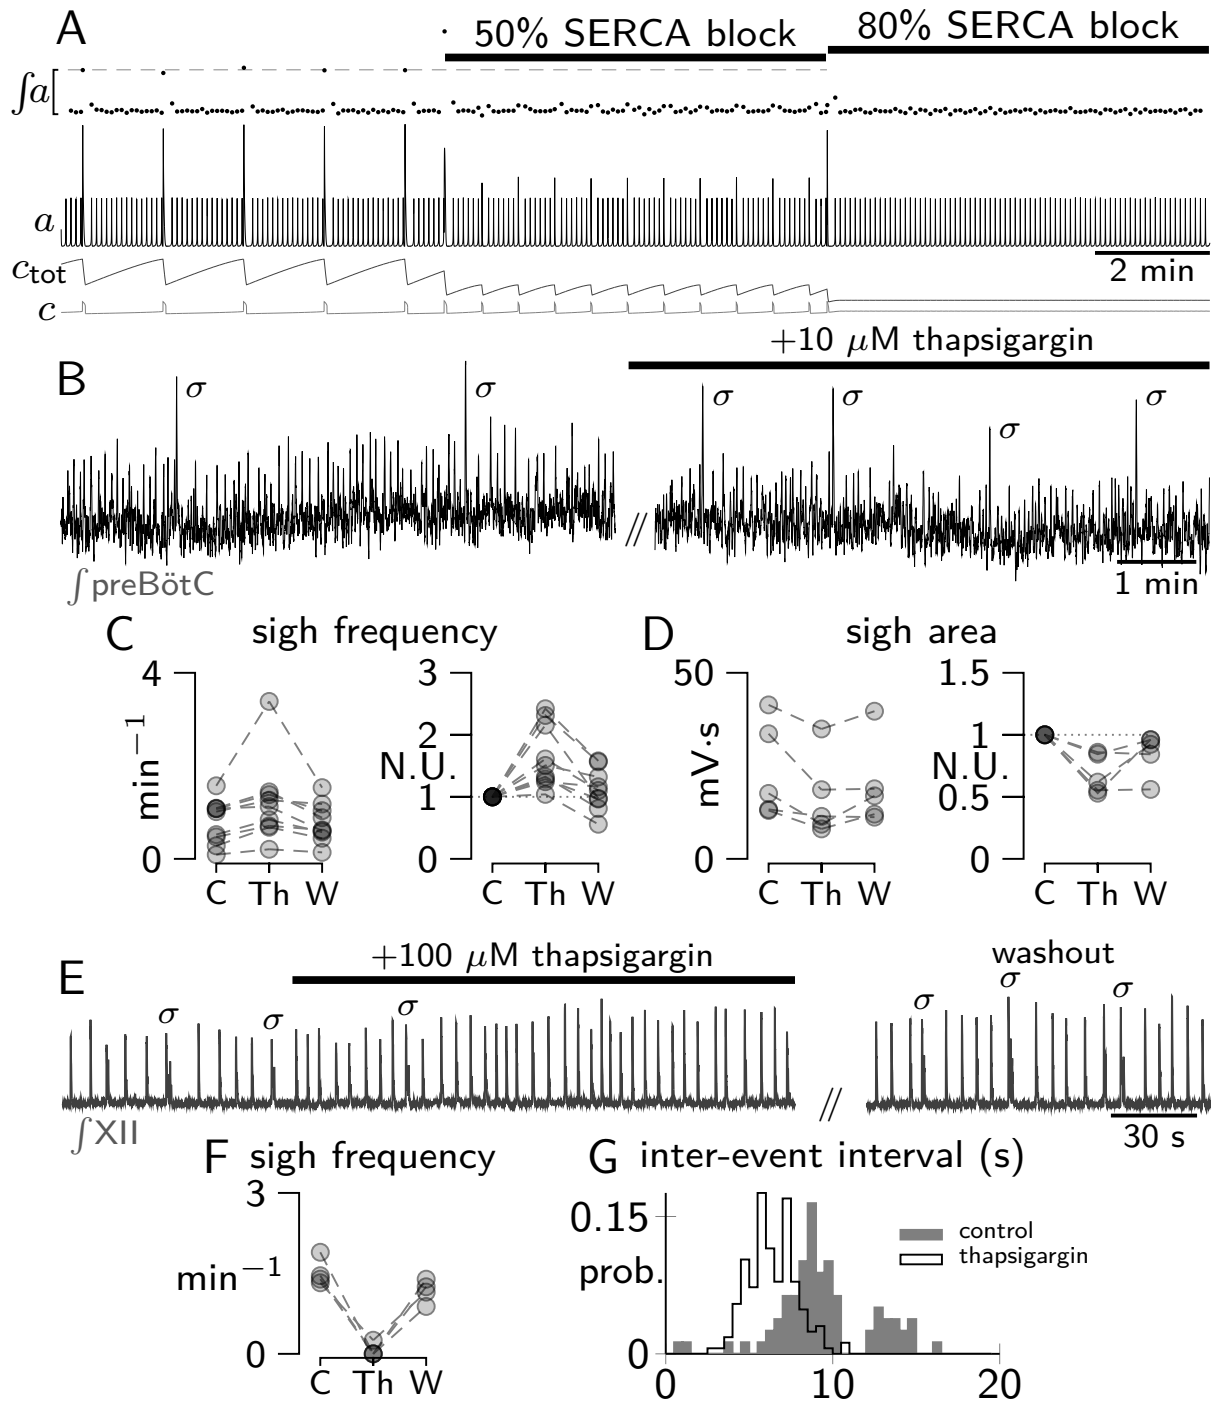 A
50% SERCA block
80% SERCA block
∫a
a
c_tot
c
2 min
B
+10 μM thapsigargin
σ σ σ σ σ σ
∫preBötC
1 min
C sigh frequency
4
min⁻¹
0
C Th W
3
2
N.U.
1
0
C Th W
D sigh area
50
mV·s
0
C Th W
1.5
1
N.U.
0.5
0
C Th W
E
+100 μM thapsigargin
washout
σ σ σ σ σ σ
∫XII
30 s
F sigh frequency
3
min⁻¹
0
C Th W
G inter-event interval (s)
0.15
prob.
0
control
thapsigargin
0 10 20